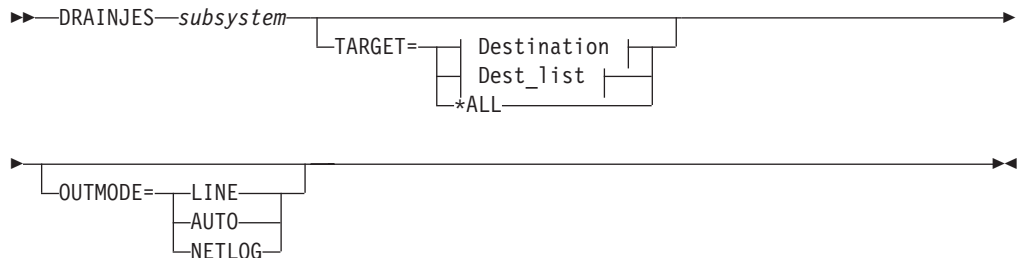 DRAINJES subsystem
TARGET= Destination
Dest_list
*ALL
OUTMODE= LINE
AUTO
NETLOG